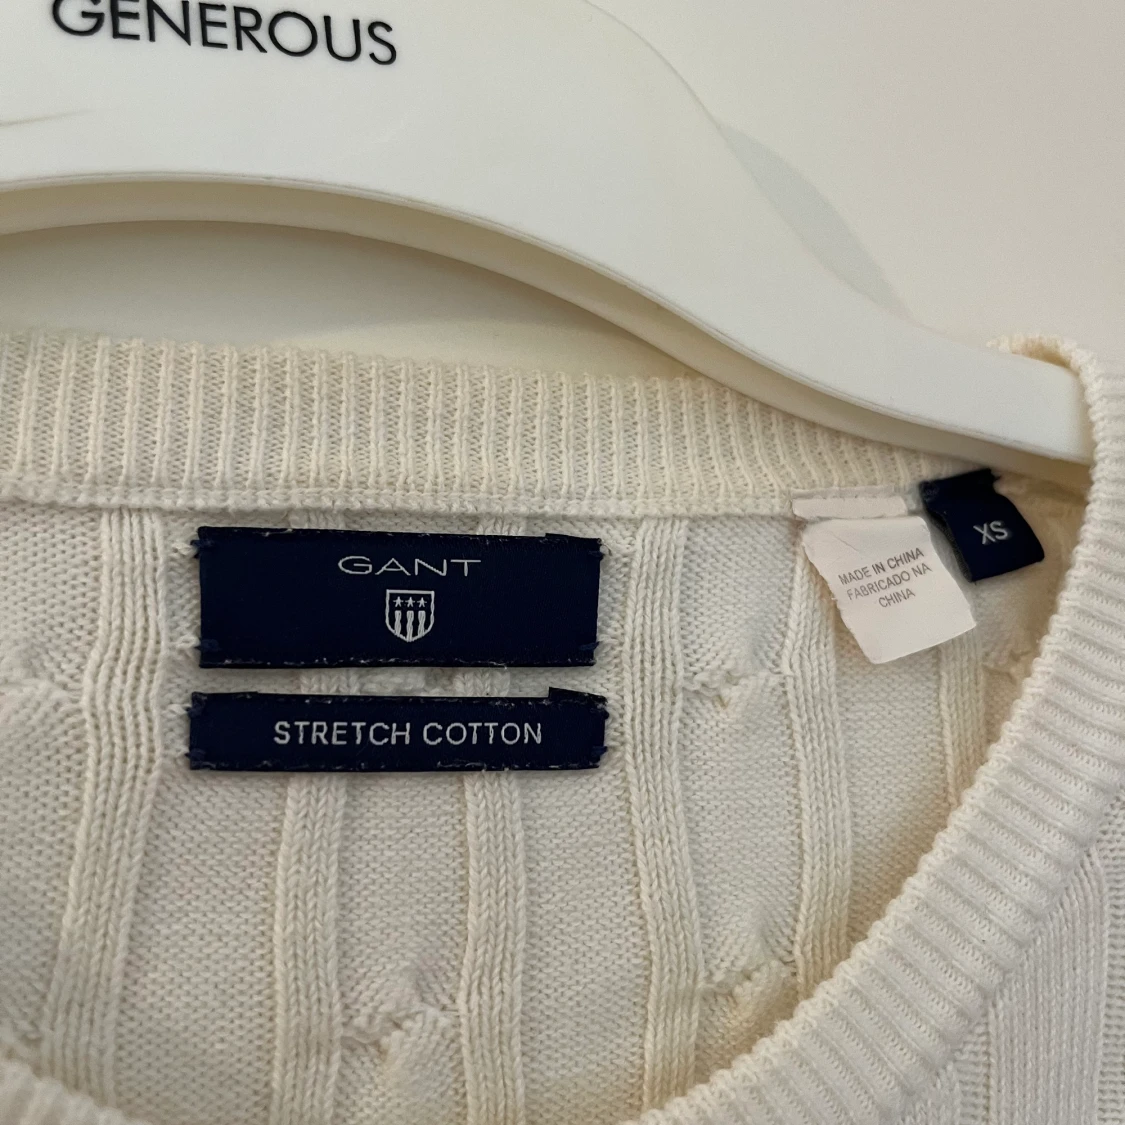 GENEROUS
GANT
STRETCH COTTON
MADE IN CHINA
FABRICADO NA
CHINA
XS